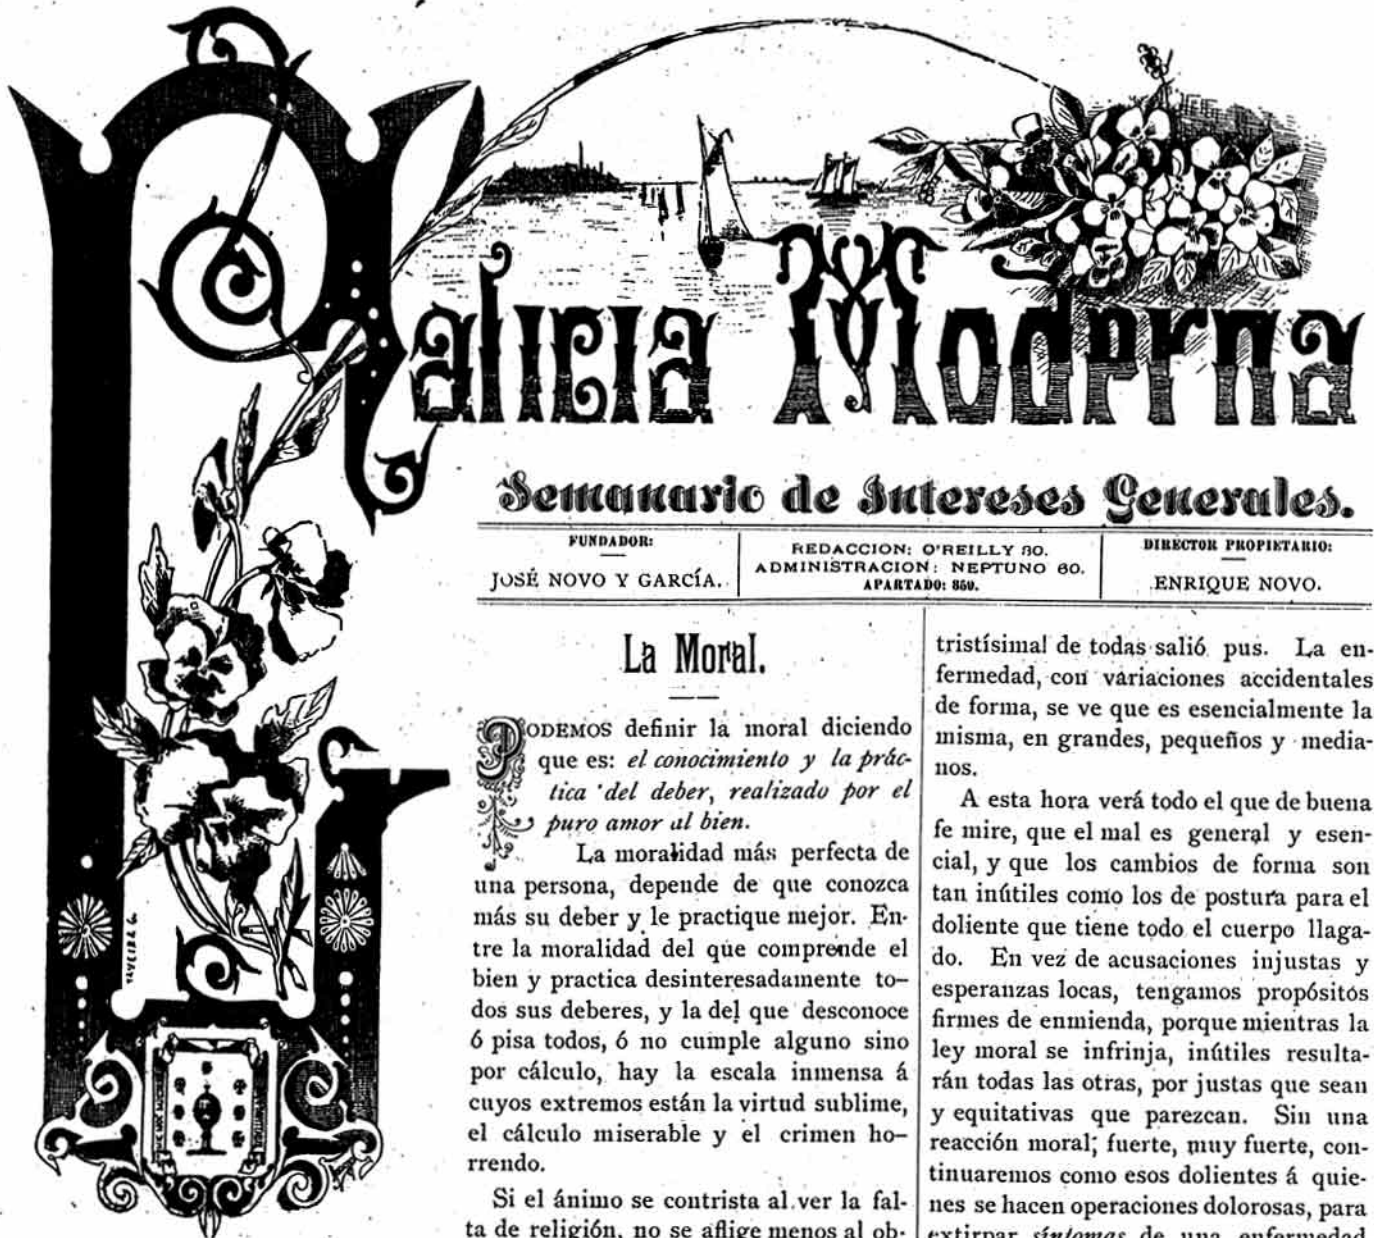 Galicia Moderna
Semanario de Intereses Generales.
FUNDADOR:
JOSÉ NOVO Y GARCÍA.
REDACCION: O'REILLY 80.
ADMINISTRACION: NEPTUNO 60.
APARTADO:
DIRECTOR PROPIETARIO:
ENRIQUE NOVO.
La Moral.
PODEMOS definir la moral diciendo
que es: el conocimiento y la prác-
tica del deber, realizado por el
puro amor al bien.
La moralidad más perfecta de
una persona, depende de que conozca
más su deber y le practique mejor. En-
tre la moralidad del que comprende el
bien y practica desinteresadamente to-
dos sus deberes, y la del que desconoce
ó pisa todos, ó no cumple alguno sino
por cálculo, hay la escala inmensa á
cuyos extremos están la virtud sublime,
el cálculo miserable y el crimen ho-
rrendo.
Si el ánimo se contrista al ver la fal-
ta de religión, no se aflige menos al ob-
tristísimal de todas salió pus. La en-
fermedad, con variaciones accidentales
de forma, se ve que es esencialmente la
misma, en grandes, pequeños y media-
nos.
A esta hora verá todo el que de buena
fe mire, que el mal es general y esen-
cial, y que los cambios de forma son
tan inútiles como los de postura para el
doliente que tiene todo el cuerpo llaga-
do. En vez de acusaciones injustas y
esperanzas locas, tengamos propósitos
firmes de enmienda, porque mientras la
ley moral se infrinja, inútiles resulta-
rán todas las otras, por justas que sean
y equitativas que parezcan. Sin una
reacción moral; fuerte, muy fuerte, con-
tinuaremos como esos dolientes á quie-
nes se hacen operaciones dolorosas, para
extirpar síntomas de una enfermedad
TAVEIRA G.